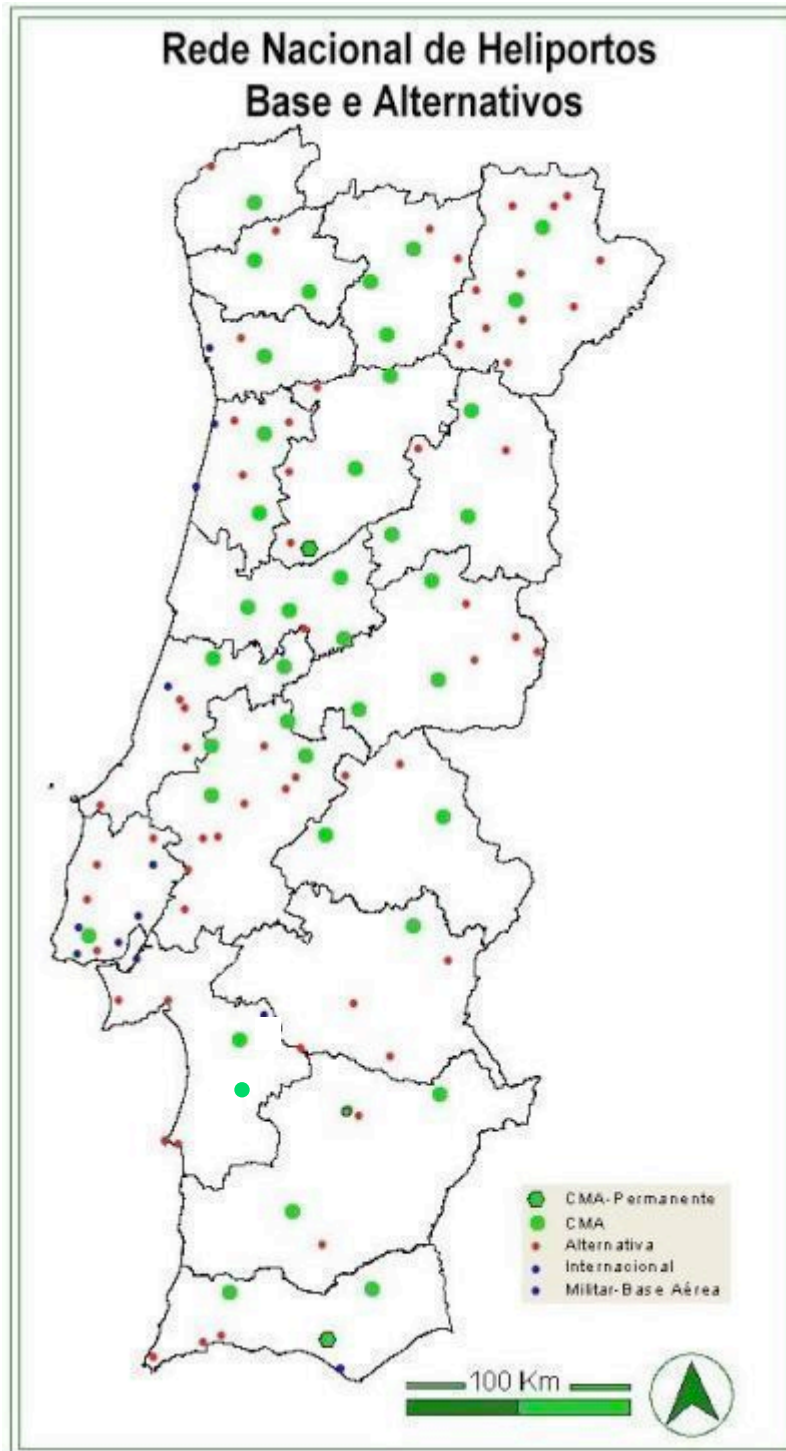 Rede Nacional de Heliportos
Base e Alternativos
CMA-Permanente
CMA
Alternativa
Internacional
Militar-Base Aérea
100 Km